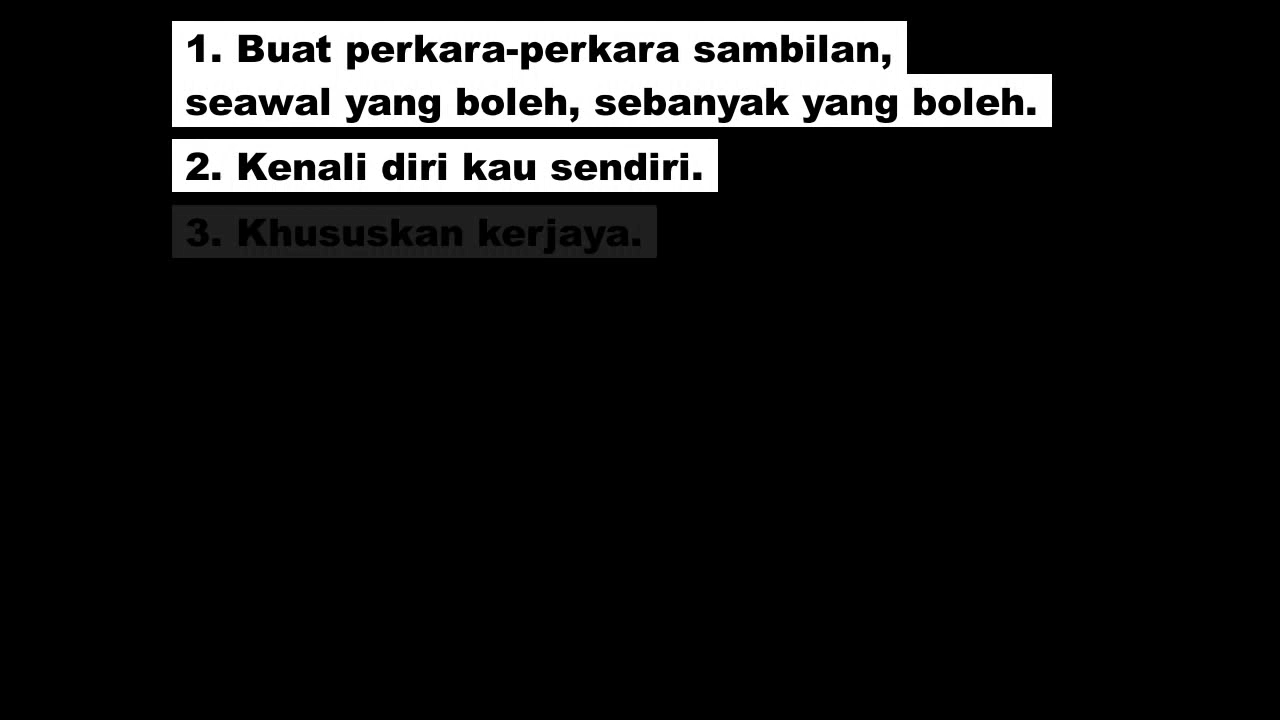 1. Buat perkara-perkara sambilan,
seawal yang boleh, sebanyak yang boleh.
2. Kenali diri kau sendiri.
3. Khususkan kerjaya.